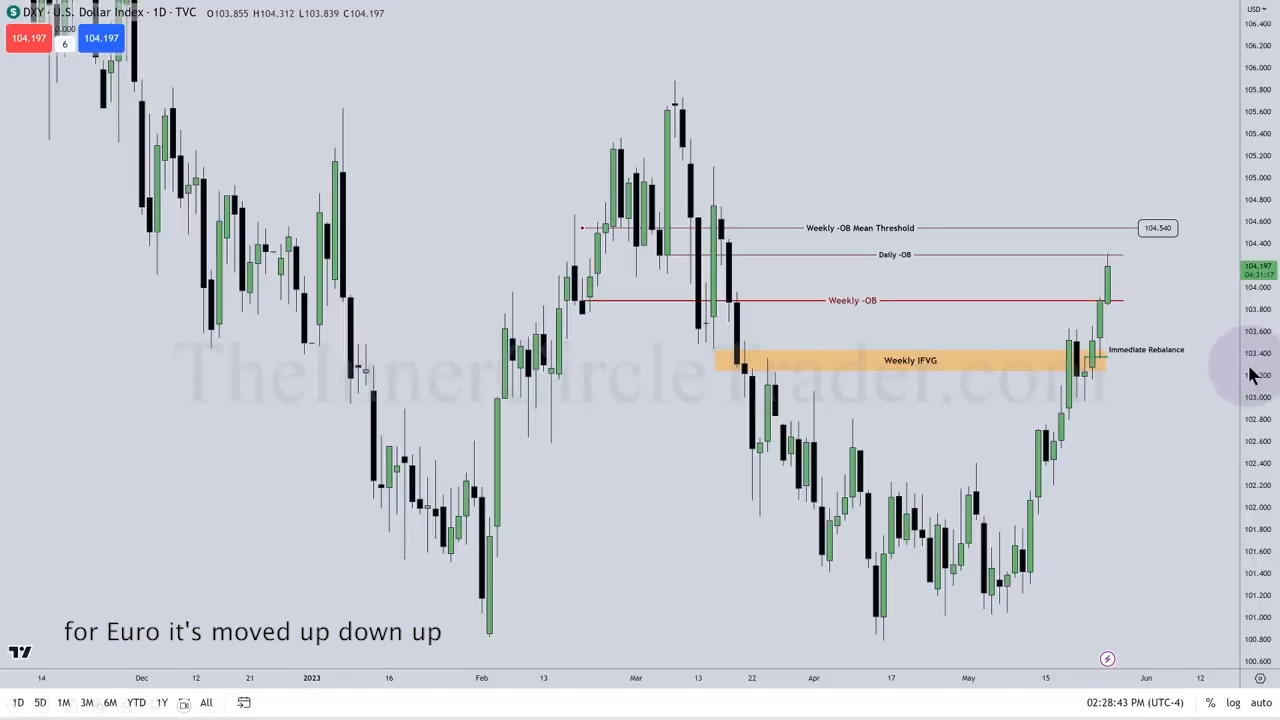 DXY · U.S. Dollar Index · 1D · TVC O103.855 H104.312 L103.839 C104.197
0.000
104.197 6 104.197
USD
106.400
106.200
106.000
105.800
105.600
105.400
105.200
105.000
104.800
104.600
104.400
104.197
04:31:17
104.000
103.800
103.600
103.400
103.200
103.000
102.800
102.600
102.400
102.200
102.000
101.800
101.600
101.400
101.200
101.000
100.800
100.600
Weekly -OB Mean Threshold
104.540
Daily -OB
Weekly -OB
Immediate Rebalance
Weekly IFVG
TheInnerCircleTrader.com
for Euro it's moved up down up
14 Dec 12 21 2023 16 Feb 13 Mar 13 22 Apr 17 May 15 Jun 12
1D 5D 1M 3M 6M YTD 1Y All 02:28:43 PM (UTC-4) % log auto